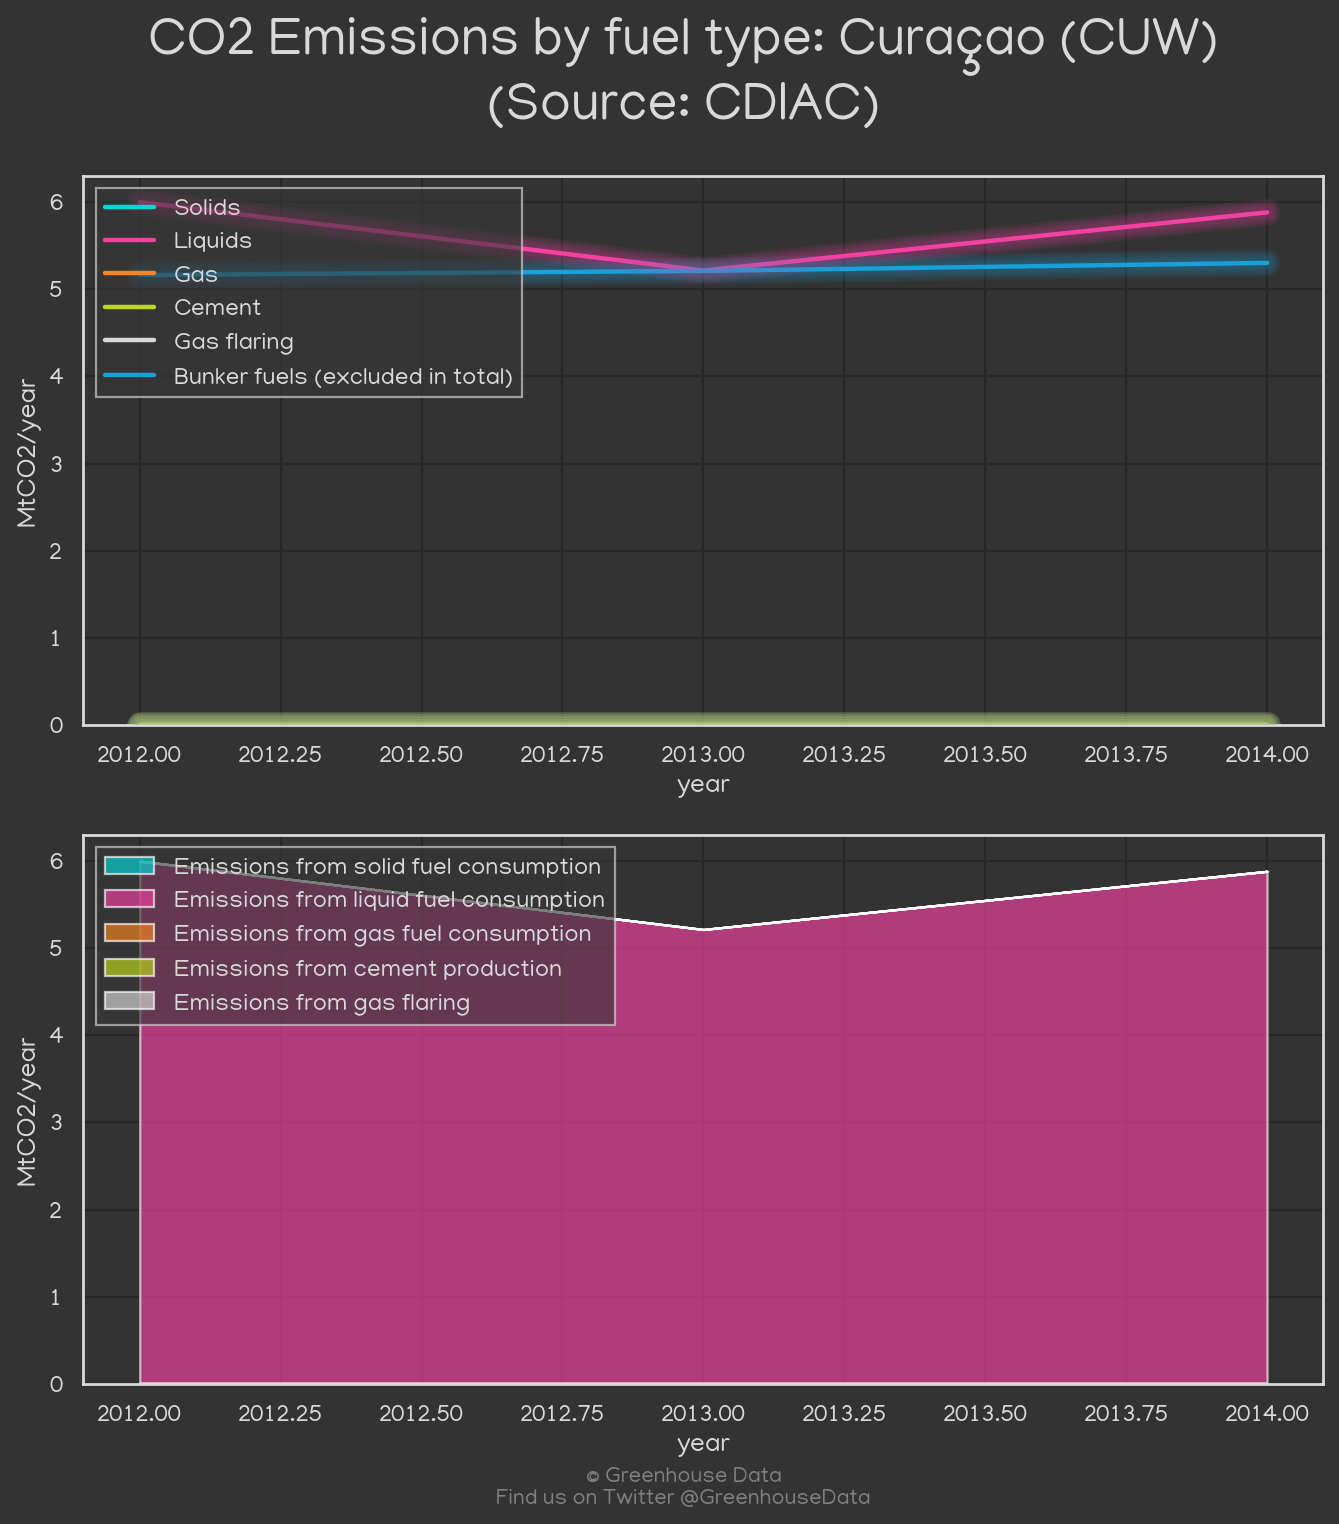 CO2 Emissions by fuel type: Curaçao (CUW)
(Source: CDIAC)
6
5
4
3
2
1
0
MtCO2/year
Solids
Liquids
Gas
Cement
Gas flaring
Bunker fuels (excluded in total)
2012.00 2012.25 2012.50 2012.75 2013.00 2013.25 2013.50 2013.75 2014.00
year
6
5
4
3
2
1
0
MtCO2/year
Emissions from solid fuel consumption
Emissions from liquid fuel consumption
Emissions from gas fuel consumption
Emissions from cement production
Emissions from gas flaring
2012.00 2012.25 2012.50 2012.75 2013.00 2013.25 2013.50 2013.75 2014.00
year
© Greenhouse Data
Find us on Twitter @GreenhouseData